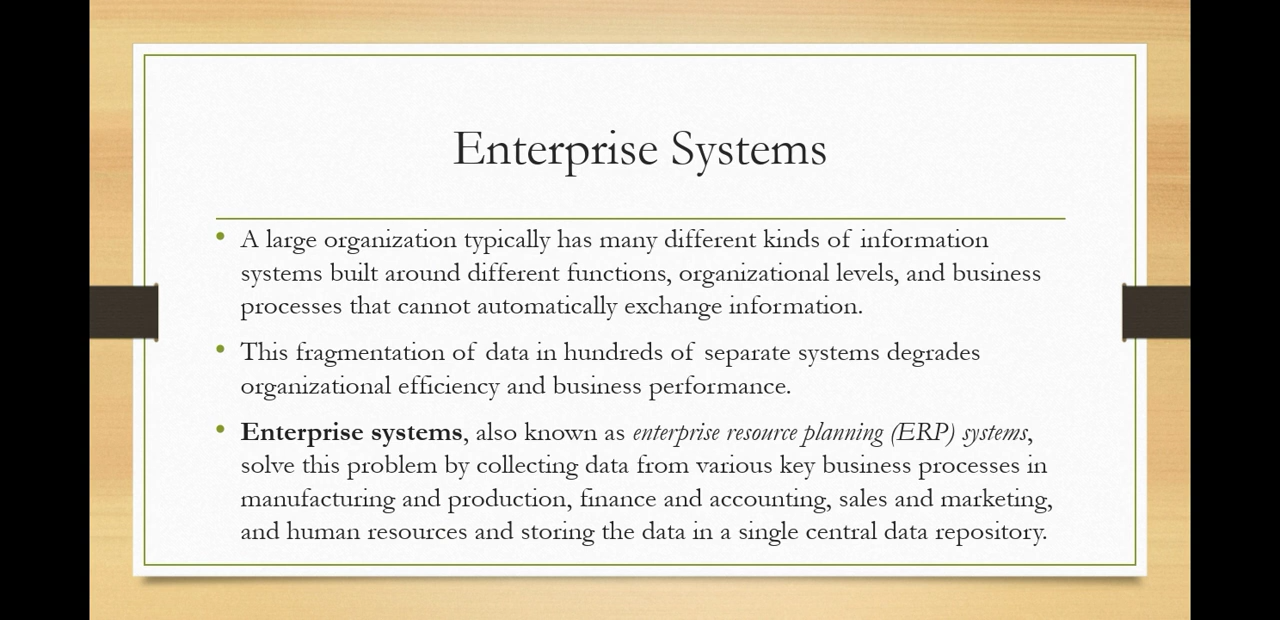 Enterprise Systems
• A large organization typically has many different kinds of information
systems built around different functions, organizational levels, and business
processes that cannot automatically exchange information.
• This fragmentation of data in hundreds of separate systems degrades
organizational efficiency and business performance.
• Enterprise systems, also known as enterprise resource planning (ERP) systems,
solve this problem by collecting data from various key business processes in
manufacturing and production, finance and accounting, sales and marketing,
and human resources and storing the data in a single central data repository.